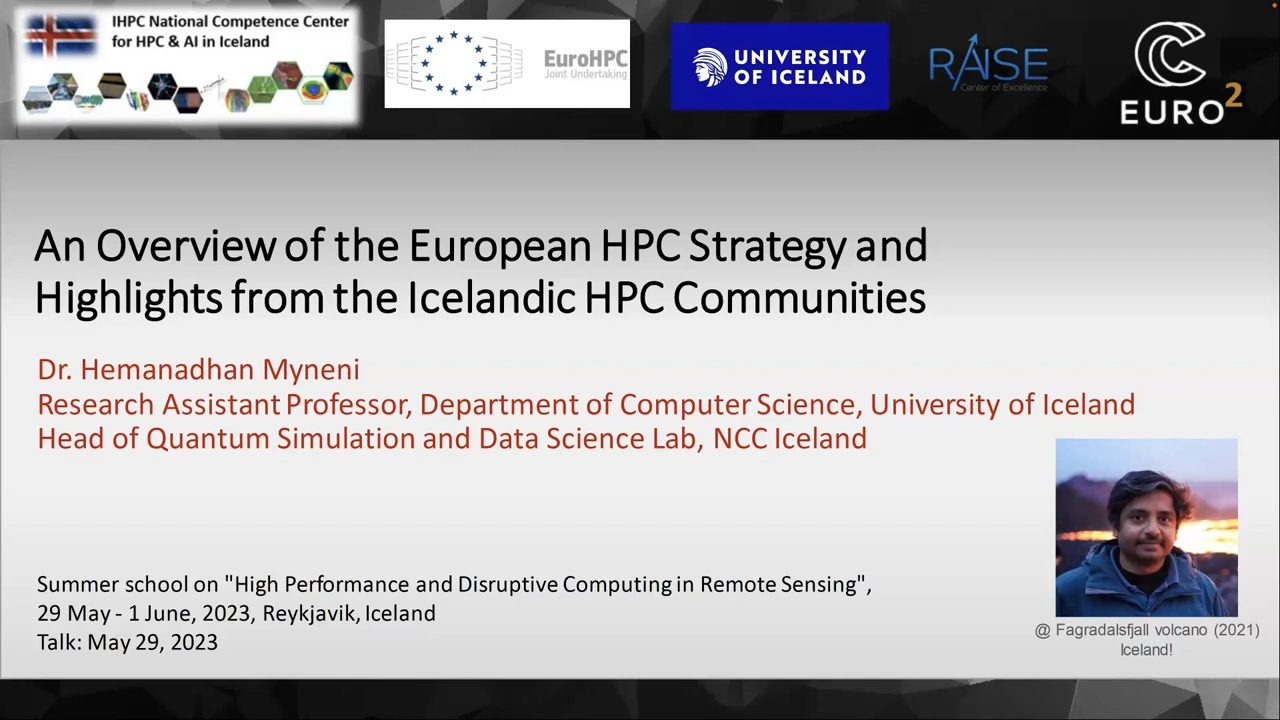 IHPC National Competence Center
for HPC & AI in Iceland
EuroHPC
Joint Undertaking
UNIVERSITY
OF ICELAND
RAISE
Center of Excellence
CC
EURO²
An Overview of the European HPC Strategy and
Highlights from the Icelandic HPC Communities
Dr. Hemanadhan Myneni
Research Assistant Professor, Department of Computer Science, University of Iceland
Head of Quantum Simulation and Data Science Lab, NCC Iceland
Summer school on "High Performance and Disruptive Computing in Remote Sensing",
29 May - 1 June, 2023, Reykjavik, Iceland
Talk: May 29, 2023
@ Fagradalsfjall volcano (2021)
Iceland!